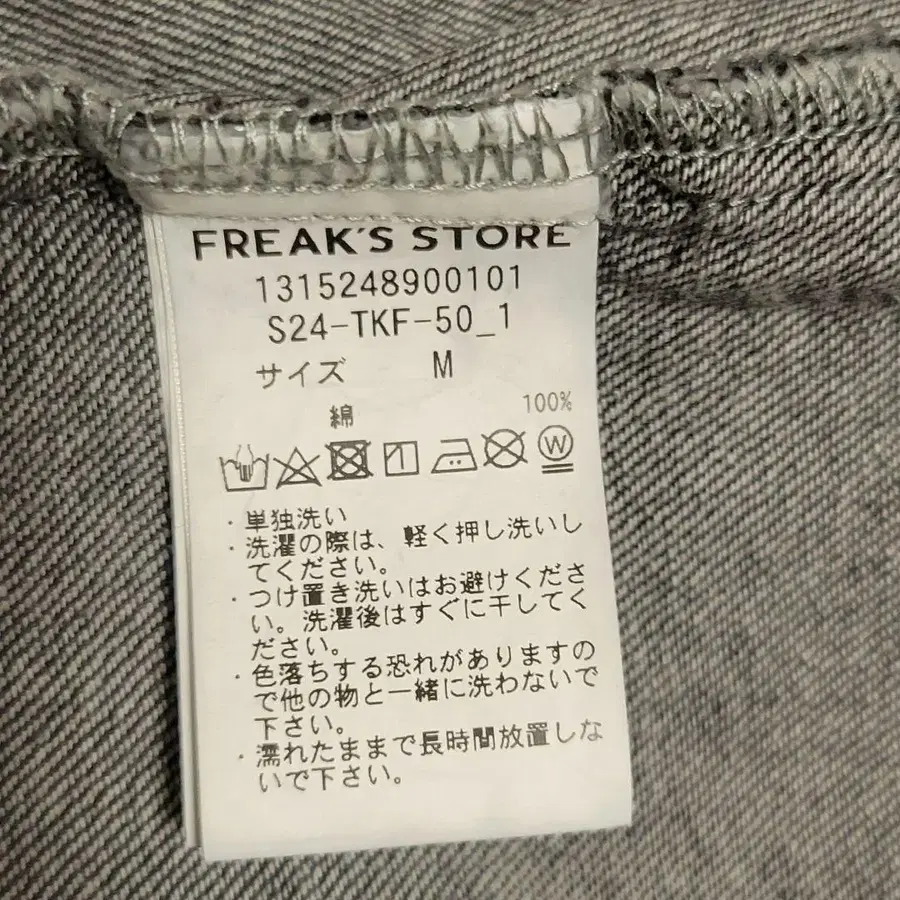 FREAK'S STORE
1315248900101
S24-TKF-50_1
サイズ M
綿 100%
W
・単独洗い
・洗濯の際は、軽く押し洗いし
てください。
・つけ置き洗いはお避けくださ
い。洗濯後はすぐに干してく
ださい。
・色落ちする恐れがありますの
で他の物と一緒に洗わないで
下さい。
・濡れたままで長時間放置しな
いで下さい。